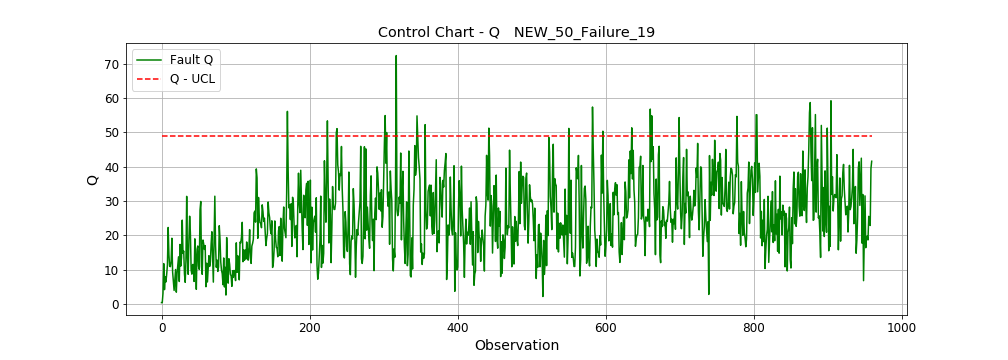 Control Chart - Q   NEW_50_Failure_19
Fault Q
Q - UCL
70
60
50
40
30
20
10
0
Q
0 200 400 600 800 1000
Observation